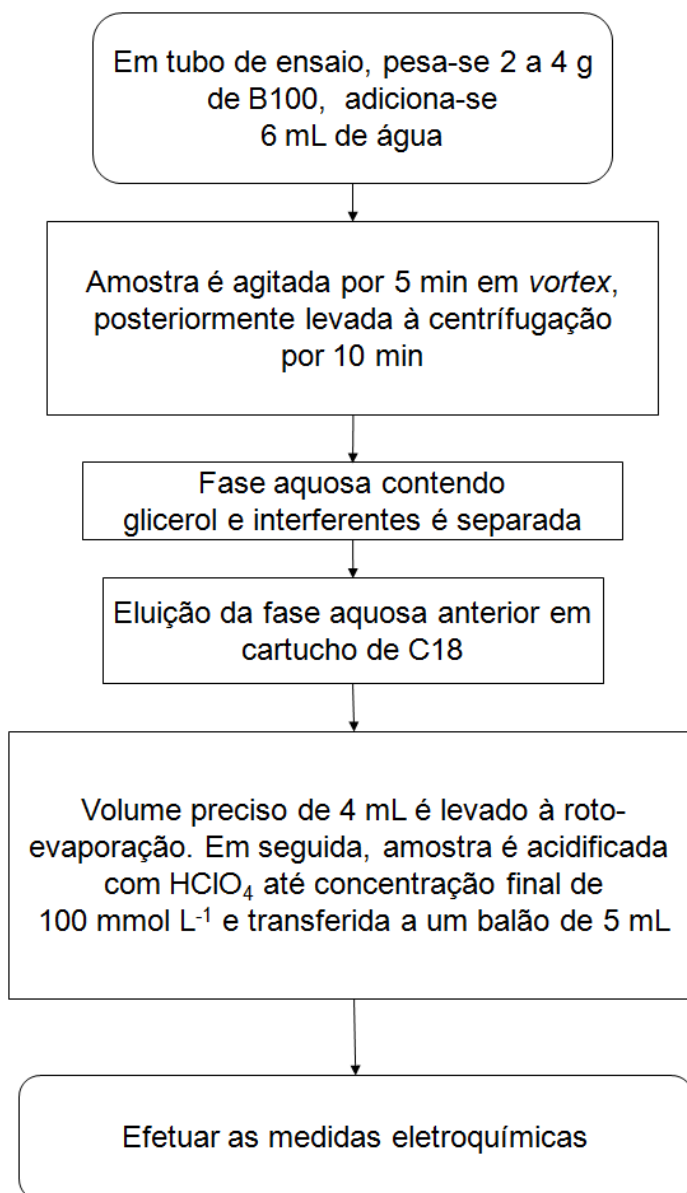 Em tubo de ensaio, pesa-se 2 a 4 g
de B100, adiciona-se
6 mL de água
Amostra é agitada por 5 min em vortex,
posteriormente levada à centrífugação
por 10 min
Fase aquosa contendo
glicerol e interferentes é separada
Eluição da fase aquosa anterior em
cartucho de C18
Volume preciso de 4 mL é levado à roto-
evaporação. Em seguida, amostra é acidificada
com HClO₄ até concentração final de
100 mmol L⁻¹ e transferida a um balão de 5 mL
Efetuar as medidas eletroquímicas